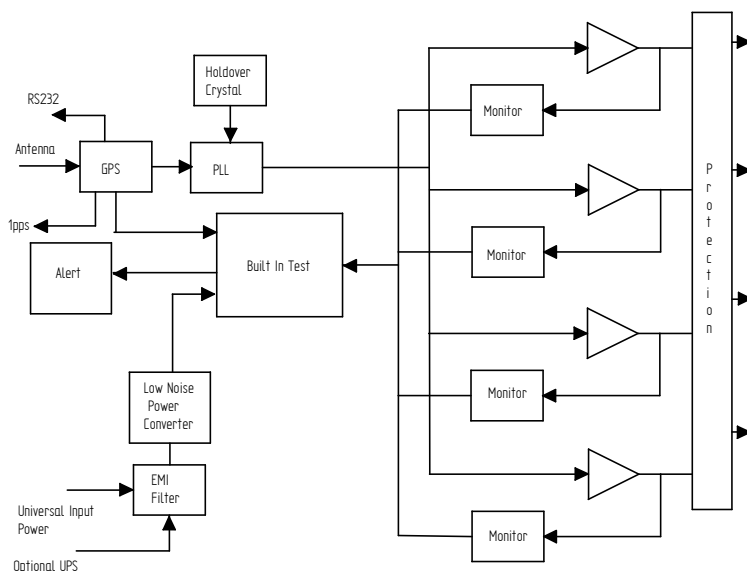 Holdover
Crystal
RS232
Antenna
GPS
PLL
1pps
Alert
Built In Test
Low Noise
Power
Converter
EMI
Filter
Universal Input
Power
Optional UPS
Monitor
Monitor
Monitor
Monitor
Protection